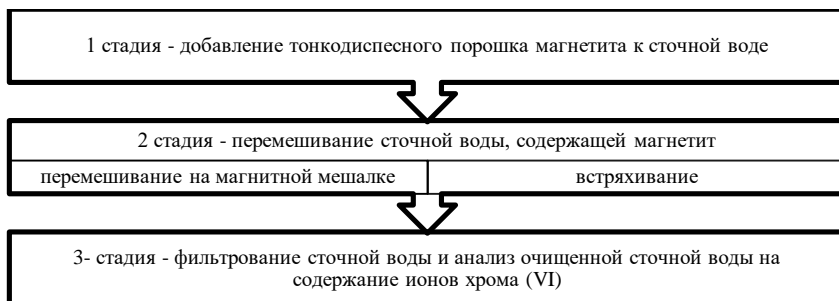 1 стадия - добавление тонкодиспесного порошка магнетита к сточной воде
2 стадия - перемешивание сточной воды, содержащей магнетит
перемешивание на магнитной мешалке
встряхивание
3- стадия - фильтрование сточной воды и анализ очищенной сточной воды на
содержание ионов хрома (VI)